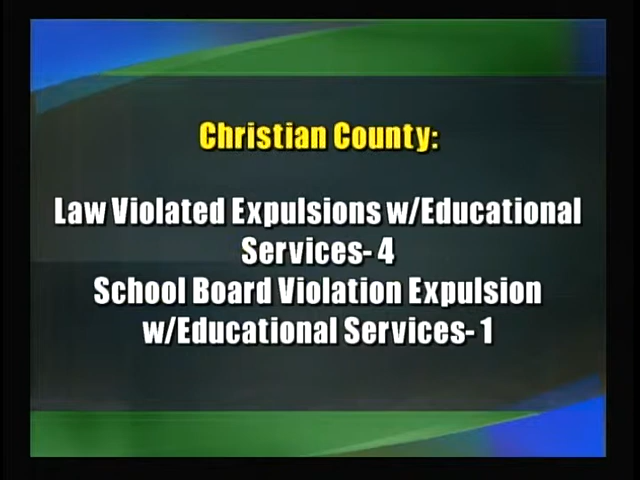 Christian County:
Law Violated Expulsions w/Educational
Services- 4
School Board Violation Expulsion
w/Educational Services- 1